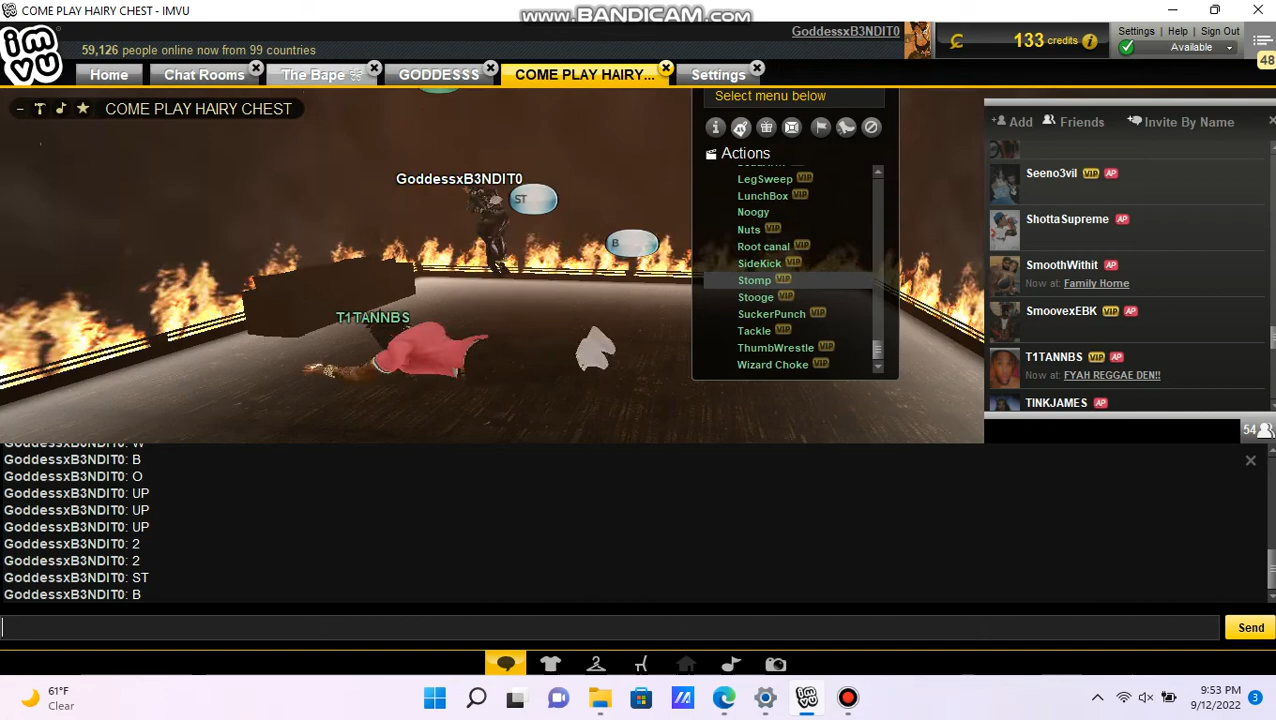 COME PLAY HAIRY CHEST - IMVU
www.BANDICAM.com
imvu
59,126 people online now from 99 countries
GoddessxB3NDIT0
133 credits
Settings | Help | Sign Out
Available
48
Home
Chat Rooms
The Bape
GODDESSS
COME PLAY HAIRY...
Settings
COME PLAY HAIRY CHEST
Select menu below
Actions
LegSweep VIP
LunchBox VIP
Noogy
Nuts VIP
Root canal VIP
SideKick VIP
Stomp VIP
Stooge VIP
SuckerPunch VIP
Tackle VIP
ThumbWrestle VIP
Wizard Choke VIP
GoddessxB3NDIT0
ST
B
T1TANNBS
Add
Friends
Invite By Name
Seeno3vil VIP AP
ShottaSupreme AP
SmoothWithit AP
Now at: Family Home
SmoovexEBK VIP AP
T1TANNBS VIP AP
Now at: FYAH REGGAE DEN!!
TINKJAMES AP
54
GoddessxB3NDIT0: W
GoddessxB3NDIT0: B
GoddessxB3NDIT0: O
GoddessxB3NDIT0: UP
GoddessxB3NDIT0: UP
GoddessxB3NDIT0: UP
GoddessxB3NDIT0: 2
GoddessxB3NDIT0: 2
GoddessxB3NDIT0: ST
GoddessxB3NDIT0: B
Send
61°F
Clear
imvu
9:53 PM
9/12/2022
3